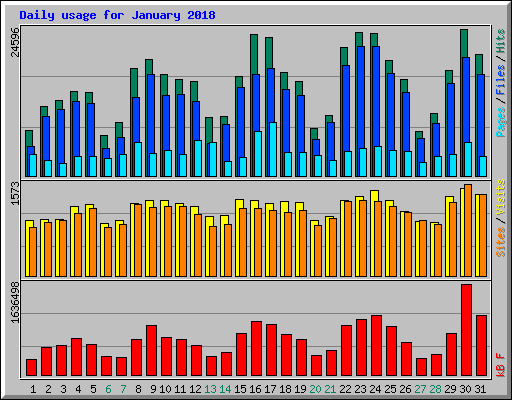 Daily usage for January 2018
24596
Pages / Files / Hits
1573
Sites / Visits
1636498
kB F
1 2 3 4 5 6 7 8 9 10 11 12 13 14 15 16 17 18 19 20 21 22 23 24 25 26 27 28 29 30 31